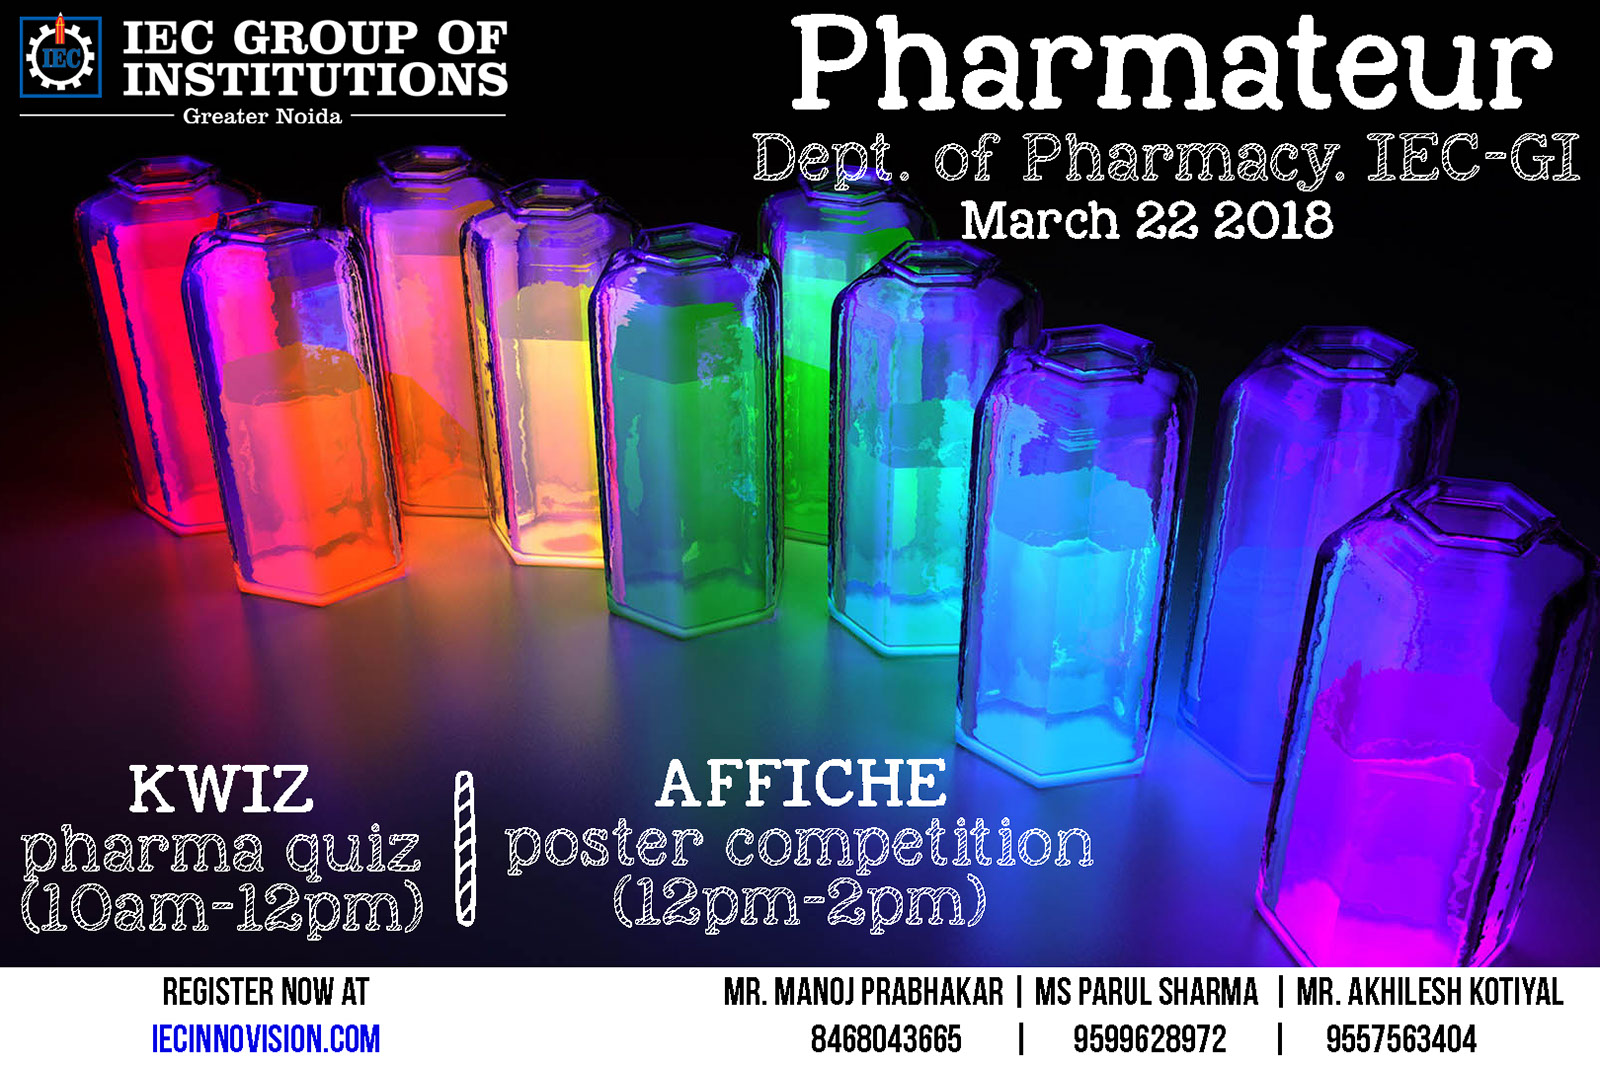 IEC
IEC GROUP OF
INSTITUTIONS
Greater Noida
Pharmateur
Dept. of Pharmacy. IEC-GI
March 22 2018
KWIZ
pharma quiz
(10am-12pm)
AFFICHE
poster competition
(12pm-2pm)
REGISTER NOW AT
IECINNOVISION.COM
MR. MANOJ PRABHAKAR | MS PARUL SHARMA | MR. AKHILESH KOTIYAL
8468043665 | 9599628972 | 9557563404